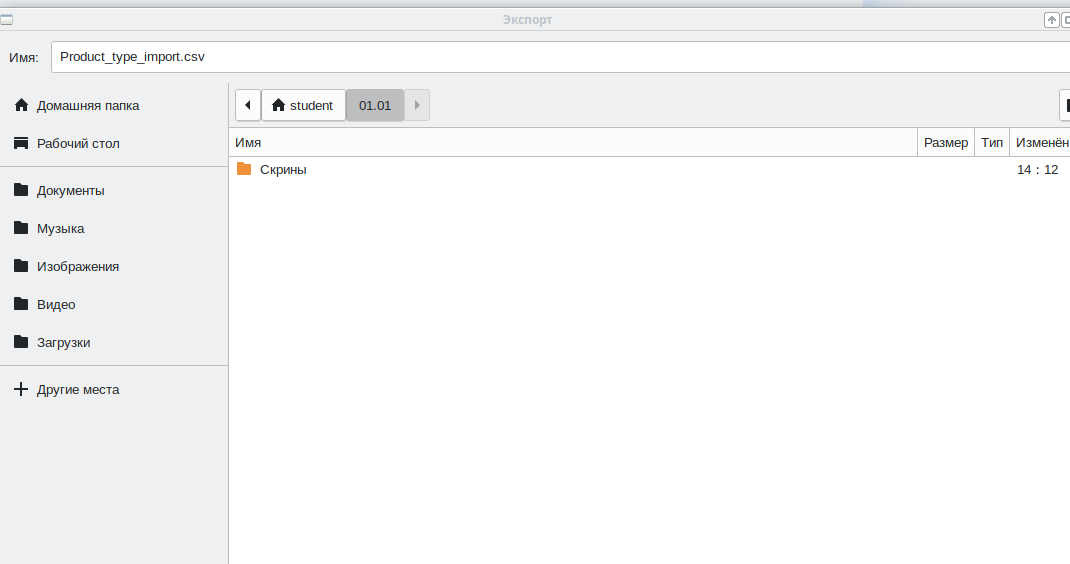 Экспорт
Имя: Product_type_import.csv
Домашняя папка
Рабочий стол
Документы
Музыка
Изображения
Видео
Загрузки
Другие места
student 01.01
Имя Размер Тип Изменён
Скрины 14 : 12